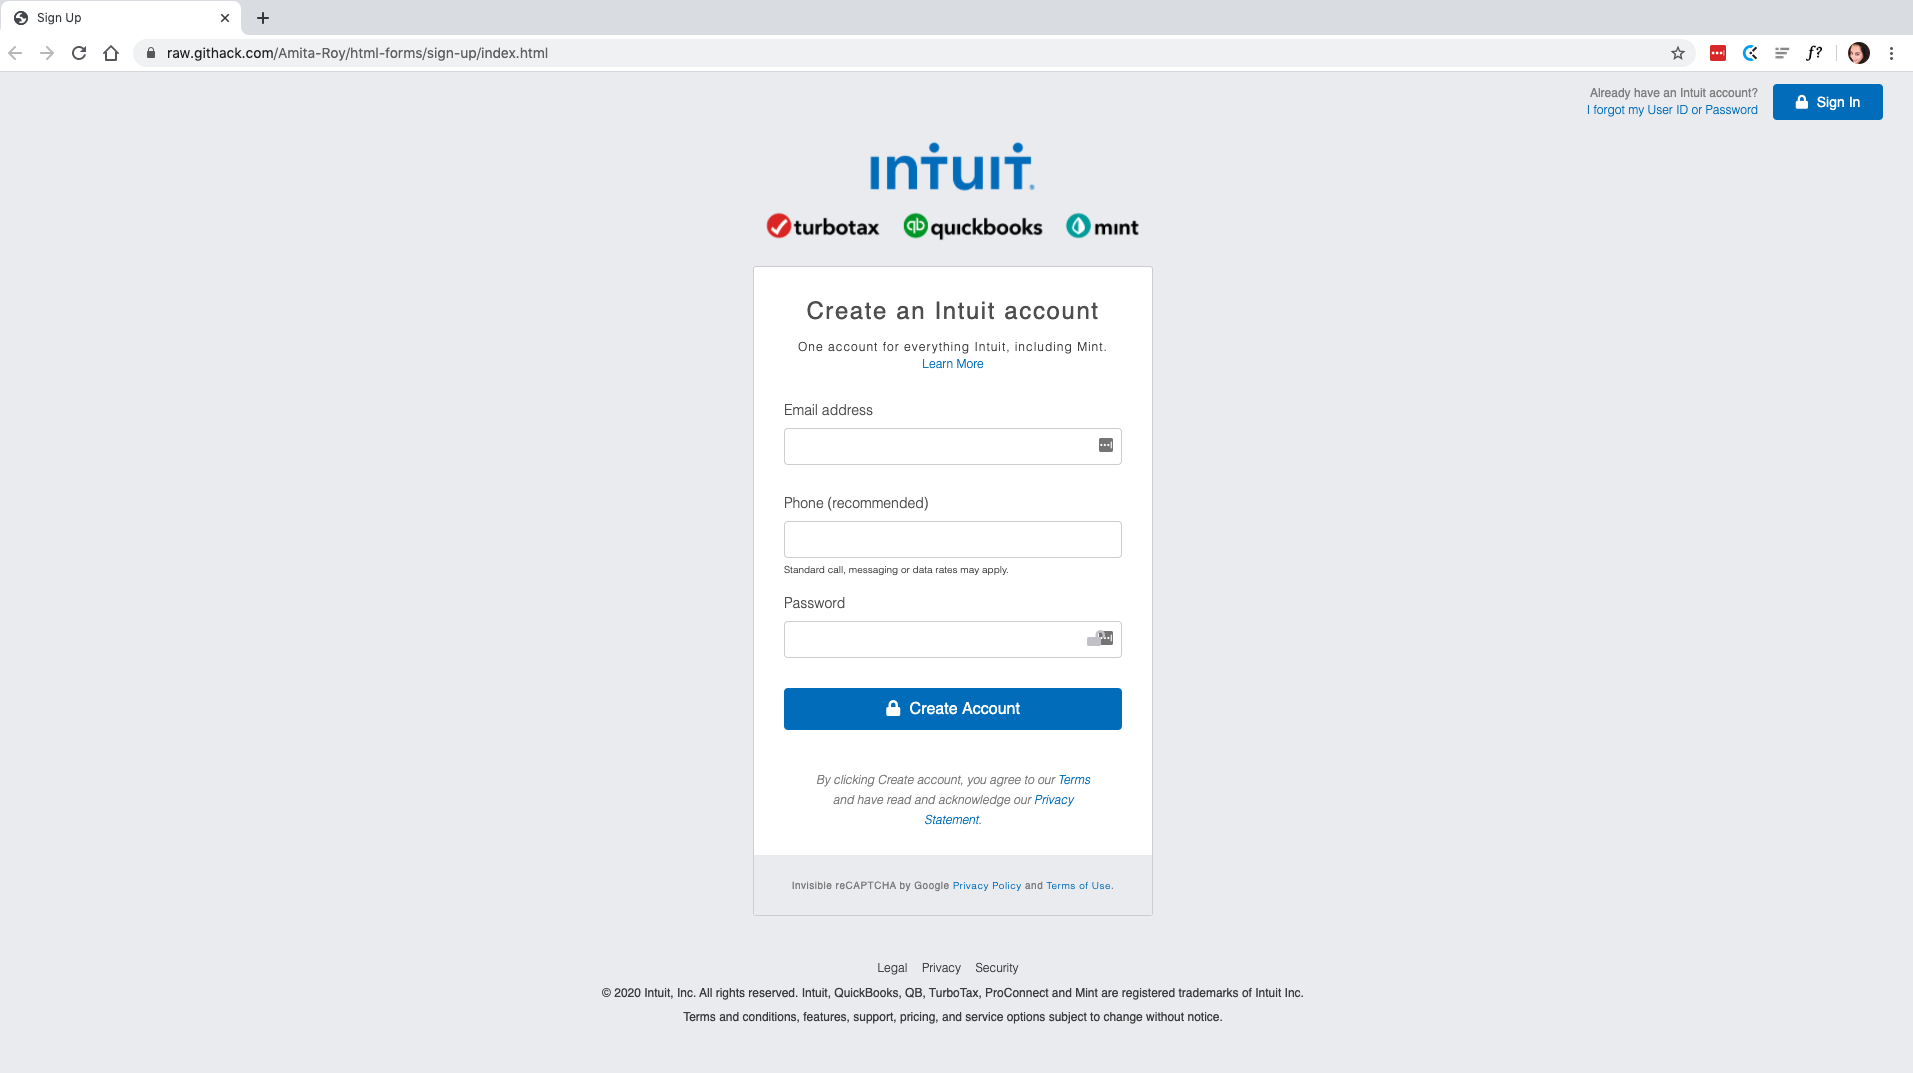 Sign Up
raw.githack.com/Amita-Roy/html-forms/sign-up/index.html
f?
Already have an Intuit account?
I forgot my User ID or Password
Sign In
intuit.
turbotax quickbooks mint
Create an Intuit account
One account for everything Intuit, including Mint.
Learn More
Email address
Phone (recommended)
Standard call, messaging or data rates may apply.
Password
Create Account
By clicking Create account, you agree to our Terms
and have read and acknowledge our Privacy
Statement.
Invisible reCAPTCHA by Google Privacy Policy and Terms of Use.
Legal Privacy Security
© 2020 Intuit, Inc. All rights reserved. Intuit, QuickBooks, QB, TurboTax, ProConnect and Mint are registered trademarks of Intuit Inc.
Terms and conditions, features, support, pricing, and service options subject to change without notice.